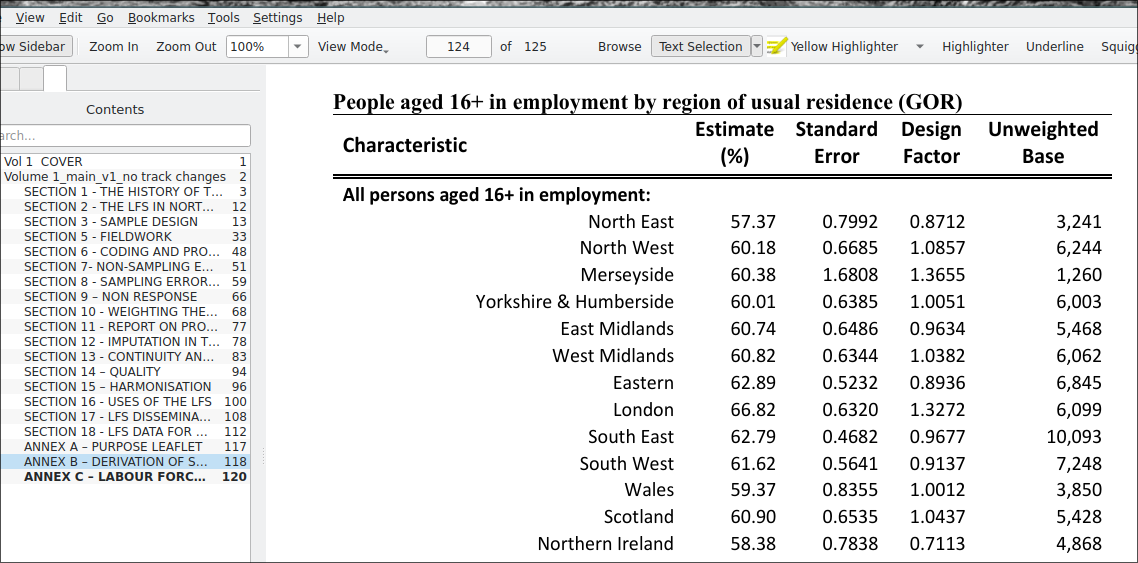 View Edit Go Bookmarks Tools Settings Help
ow Sidebar Zoom In Zoom Out 100% View Mode 124 of 125 Browse Text Selection Yellow Highlighter Highlighter Underline Squig
Contents
arch...
Vol 1 COVER 1
Volume 1_main_v1_no track changes 2
SECTION 1 - THE HISTORY OF T... 3
SECTION 2 - THE LFS IN NORT... 12
SECTION 3 - SAMPLE DESIGN 13
SECTION 5 - FIELDWORK 33
SECTION 6 - CODING AND PRO... 48
SECTION 7- NON-SAMPLING E... 51
SECTION 8 - SAMPLING ERROR... 59
SECTION 9 – NON RESPONSE 66
SECTION 10 - WEIGHTING THE... 68
SECTION 11 - REPORT ON PRO... 77
SECTION 12 - IMPUTATION IN T... 78
SECTION 13 - CONTINUITY AN... 83
SECTION 14 – QUALITY 94
SECTION 15 – HARMONISATION 96
SECTION 16 - USES OF THE LFS 100
SECTION 17 - LFS DISSEMINA... 108
SECTION 18 - LFS DATA FOR ... 112
ANNEX A – PURPOSE LEAFLET 117
ANNEX B – DERIVATION OF S... 118
ANNEX C – LABOUR FORC... 120
People aged 16+ in employment by region of usual residence (GOR)
Characteristic Estimate (%) Standard Error Design Factor Unweighted Base
All persons aged 16+ in employment:
North East 57.37 0.7992 0.8712 3,241
North West 60.18 0.6685 1.0857 6,244
Merseyside 60.38 1.6808 1.3655 1,260
Yorkshire & Humberside 60.01 0.6385 1.0051 6,003
East Midlands 60.74 0.6486 0.9634 5,468
West Midlands 60.82 0.6344 1.0382 6,062
Eastern 62.89 0.5232 0.8936 6,845
London 66.82 0.6320 1.3272 6,099
South East 62.79 0.4682 0.9677 10,093
South West 61.62 0.5641 0.9137 7,248
Wales 59.37 0.8355 1.0012 3,850
Scotland 60.90 0.6535 1.0437 5,428
Northern Ireland 58.38 0.7838 0.7113 4,868